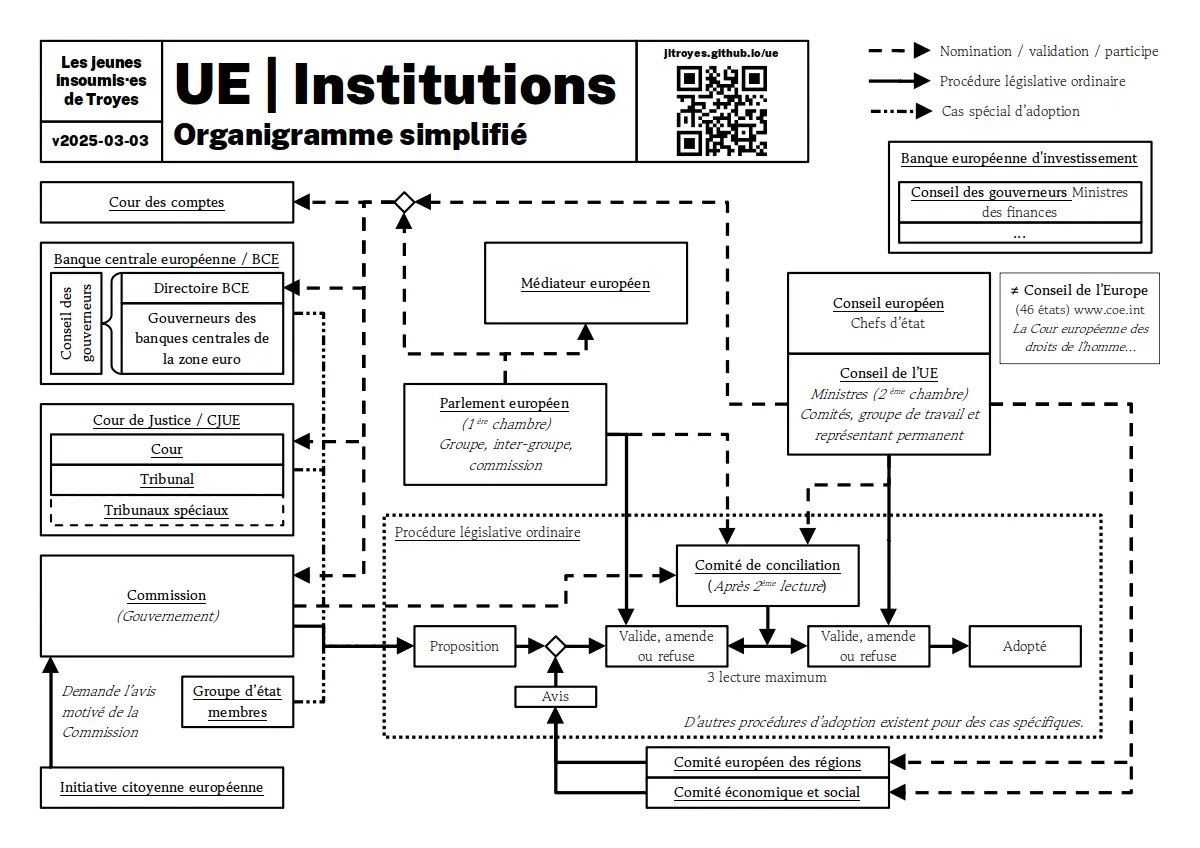 Les jeunes
insoumis·es
de Troyes
v2025-03-03
UE | Institutions
Organigramme simplifié
jitroyes.github.io/ue
Nomination / validation / participe
Procédure législative ordinaire
Cas spécial d'adoption
Banque européenne d'investissement
Conseil des gouverneurs Ministres
des finances
...
Cour des comptes
Banque centrale européenne / BCE
Conseil des
gouverneurs
Directoire BCE
Gouverneurs des
banques centrales de
la zone euro
Médiateur européen
Conseil européen
Chefs d'état
≠ Conseil de l'Europe
(46 états) www.coe.int
La Cour européenne des
droits de l'homme...
Conseil de l'UE
Ministres (2 ème chambre)
Comités, groupe de travail et
représentant permanent
Parlement européen
(1ère chambre)
Groupe, inter-groupe,
commission
Cour de Justice / CJUE
Cour
Tribunal
Tribunaux spéciaux
Procédure législative ordinaire
Comité de conciliation
(Après 2ème lecture)
Commission
(Gouvernement)
Proposition
Valide, amende
ou refuse
Valide, amende
ou refuse
Adopté
3 lecture maximum
Avis
Demande l'avis
motivé de la
Commission
Groupe d'état
membres
D'autres procédures d'adoption existent pour des cas spécifiques.
Comité européen des régions
Comité économique et social
Initiative citoyenne européenne